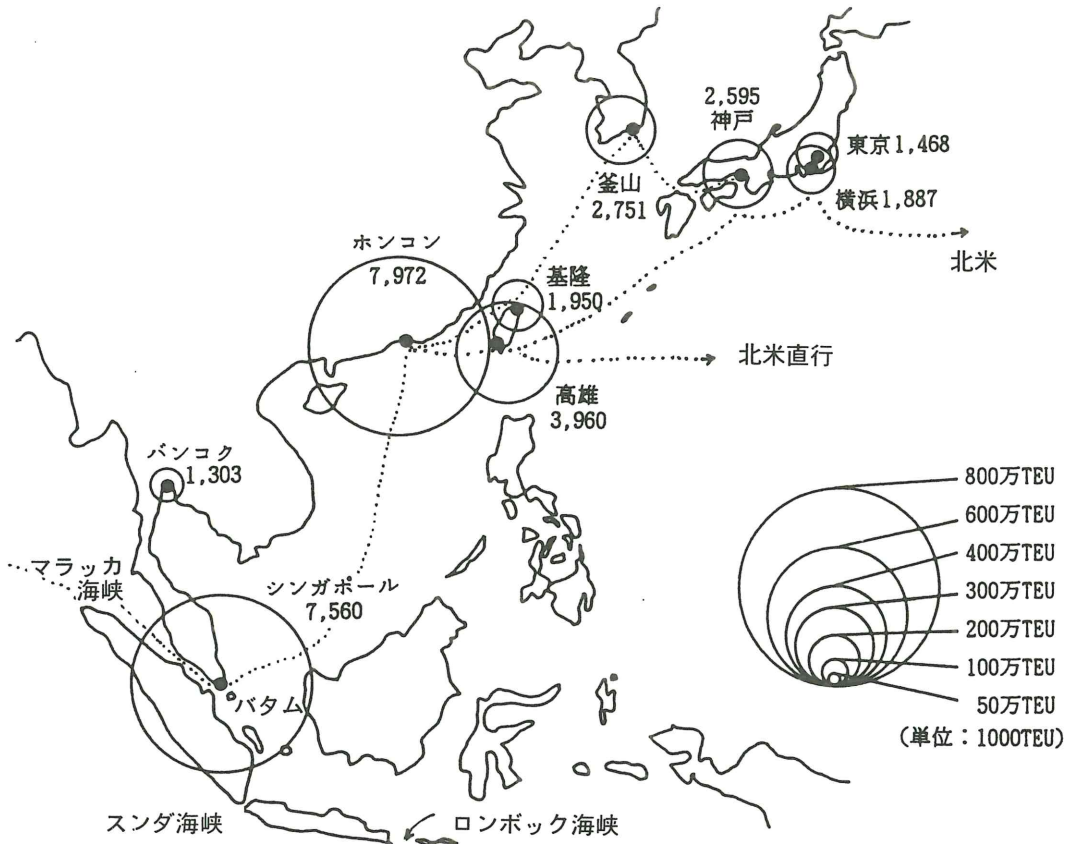 2,595
神戸
東京1,468
横浜1,887
釜山
2,751
北米
ホンコン
7,972
基隆
1,950
北米直行
高雄
3,960
バンコク
1,303
マラッカ
海峡
シンガポール
7,560
バタム
スンダ海峡
ロンボック海峡
800万TEU
600万TEU
400万TEU
300万TEU
200万TEU
100万TEU
50万TEU
(単位：1000TEU)